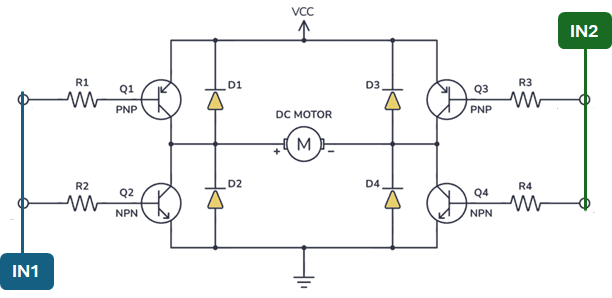 VCC
IN2
R1
Q1
PNP
D1
D3
Q3
PNP
R3
DC MOTOR
+
M
-
R2
Q2
NPN
D2
D4
Q4
NPN
R4
IN1